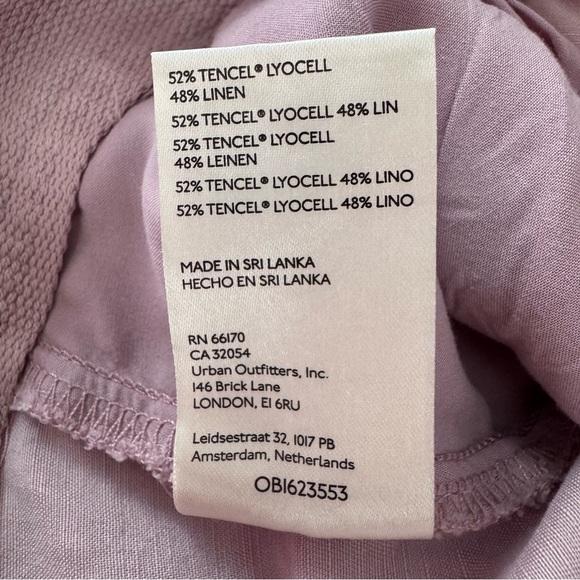 52% TENCEL® LYOCELL
48% LINEN
52% TENCEL® LYOCELL 48% LIN
52% TENCEL® LYOCELL
48% LEINEN
52% TENCEL® LYOCELL 48% LINO
52% TENCEL® LYOCELL 48% LINO
MADE IN SRI LANKA
HECHO EN SRI LANKA
RN 66170
CA 32054
Urban Outfitters, Inc.
146 Brick Lane
LONDON, E1 6RU
Leidsestraat 32, 1017 PB
Amsterdam, Netherlands
OB1623553